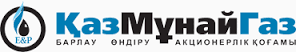 E&P
ҚазМұнайГаз
БАРЛАУ ӨНДІРУ АКЦИОНЕРЛІК ҚОҒАМЫ